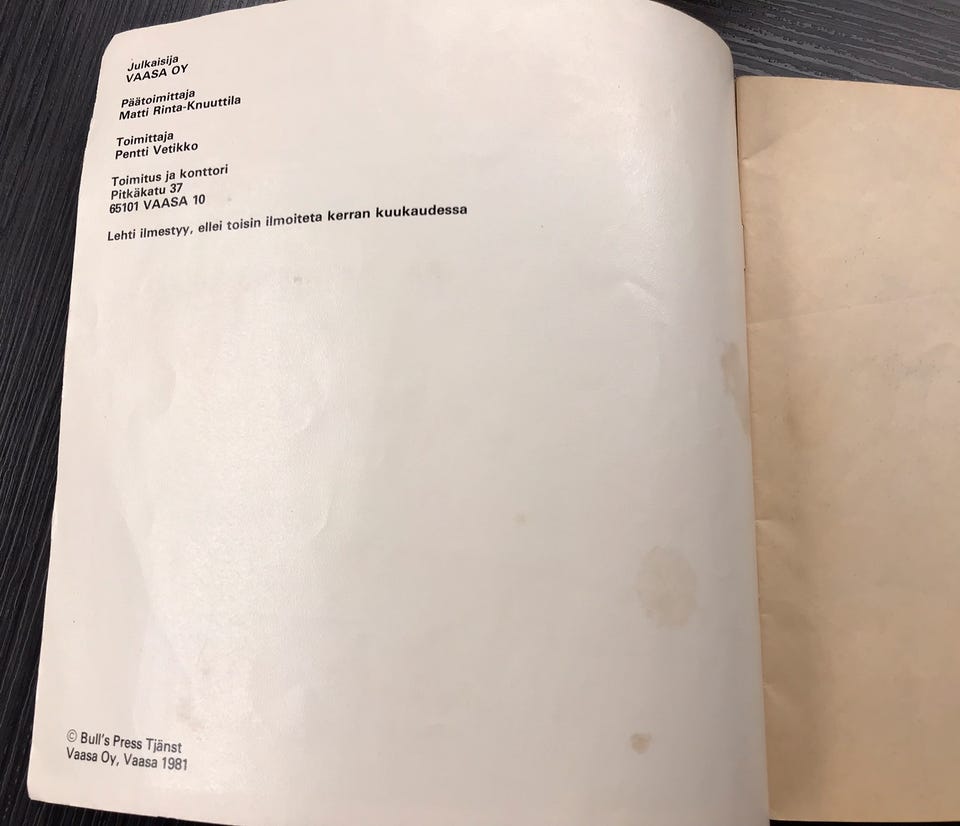 Julkaisija
VAASA OY
Päätoimittaja
Matti Rinta-Knuuttila
Toimittaja
Pentti Vetikko
Toimitus ja konttori
Pitkäkatu 37
65101 VAASA 10
Lehti ilmestyy, ellei toisin ilmoiteta kerran kuukaudessa
© Bull's Press Tjänst
Vaasa Oy, Vaasa 1981